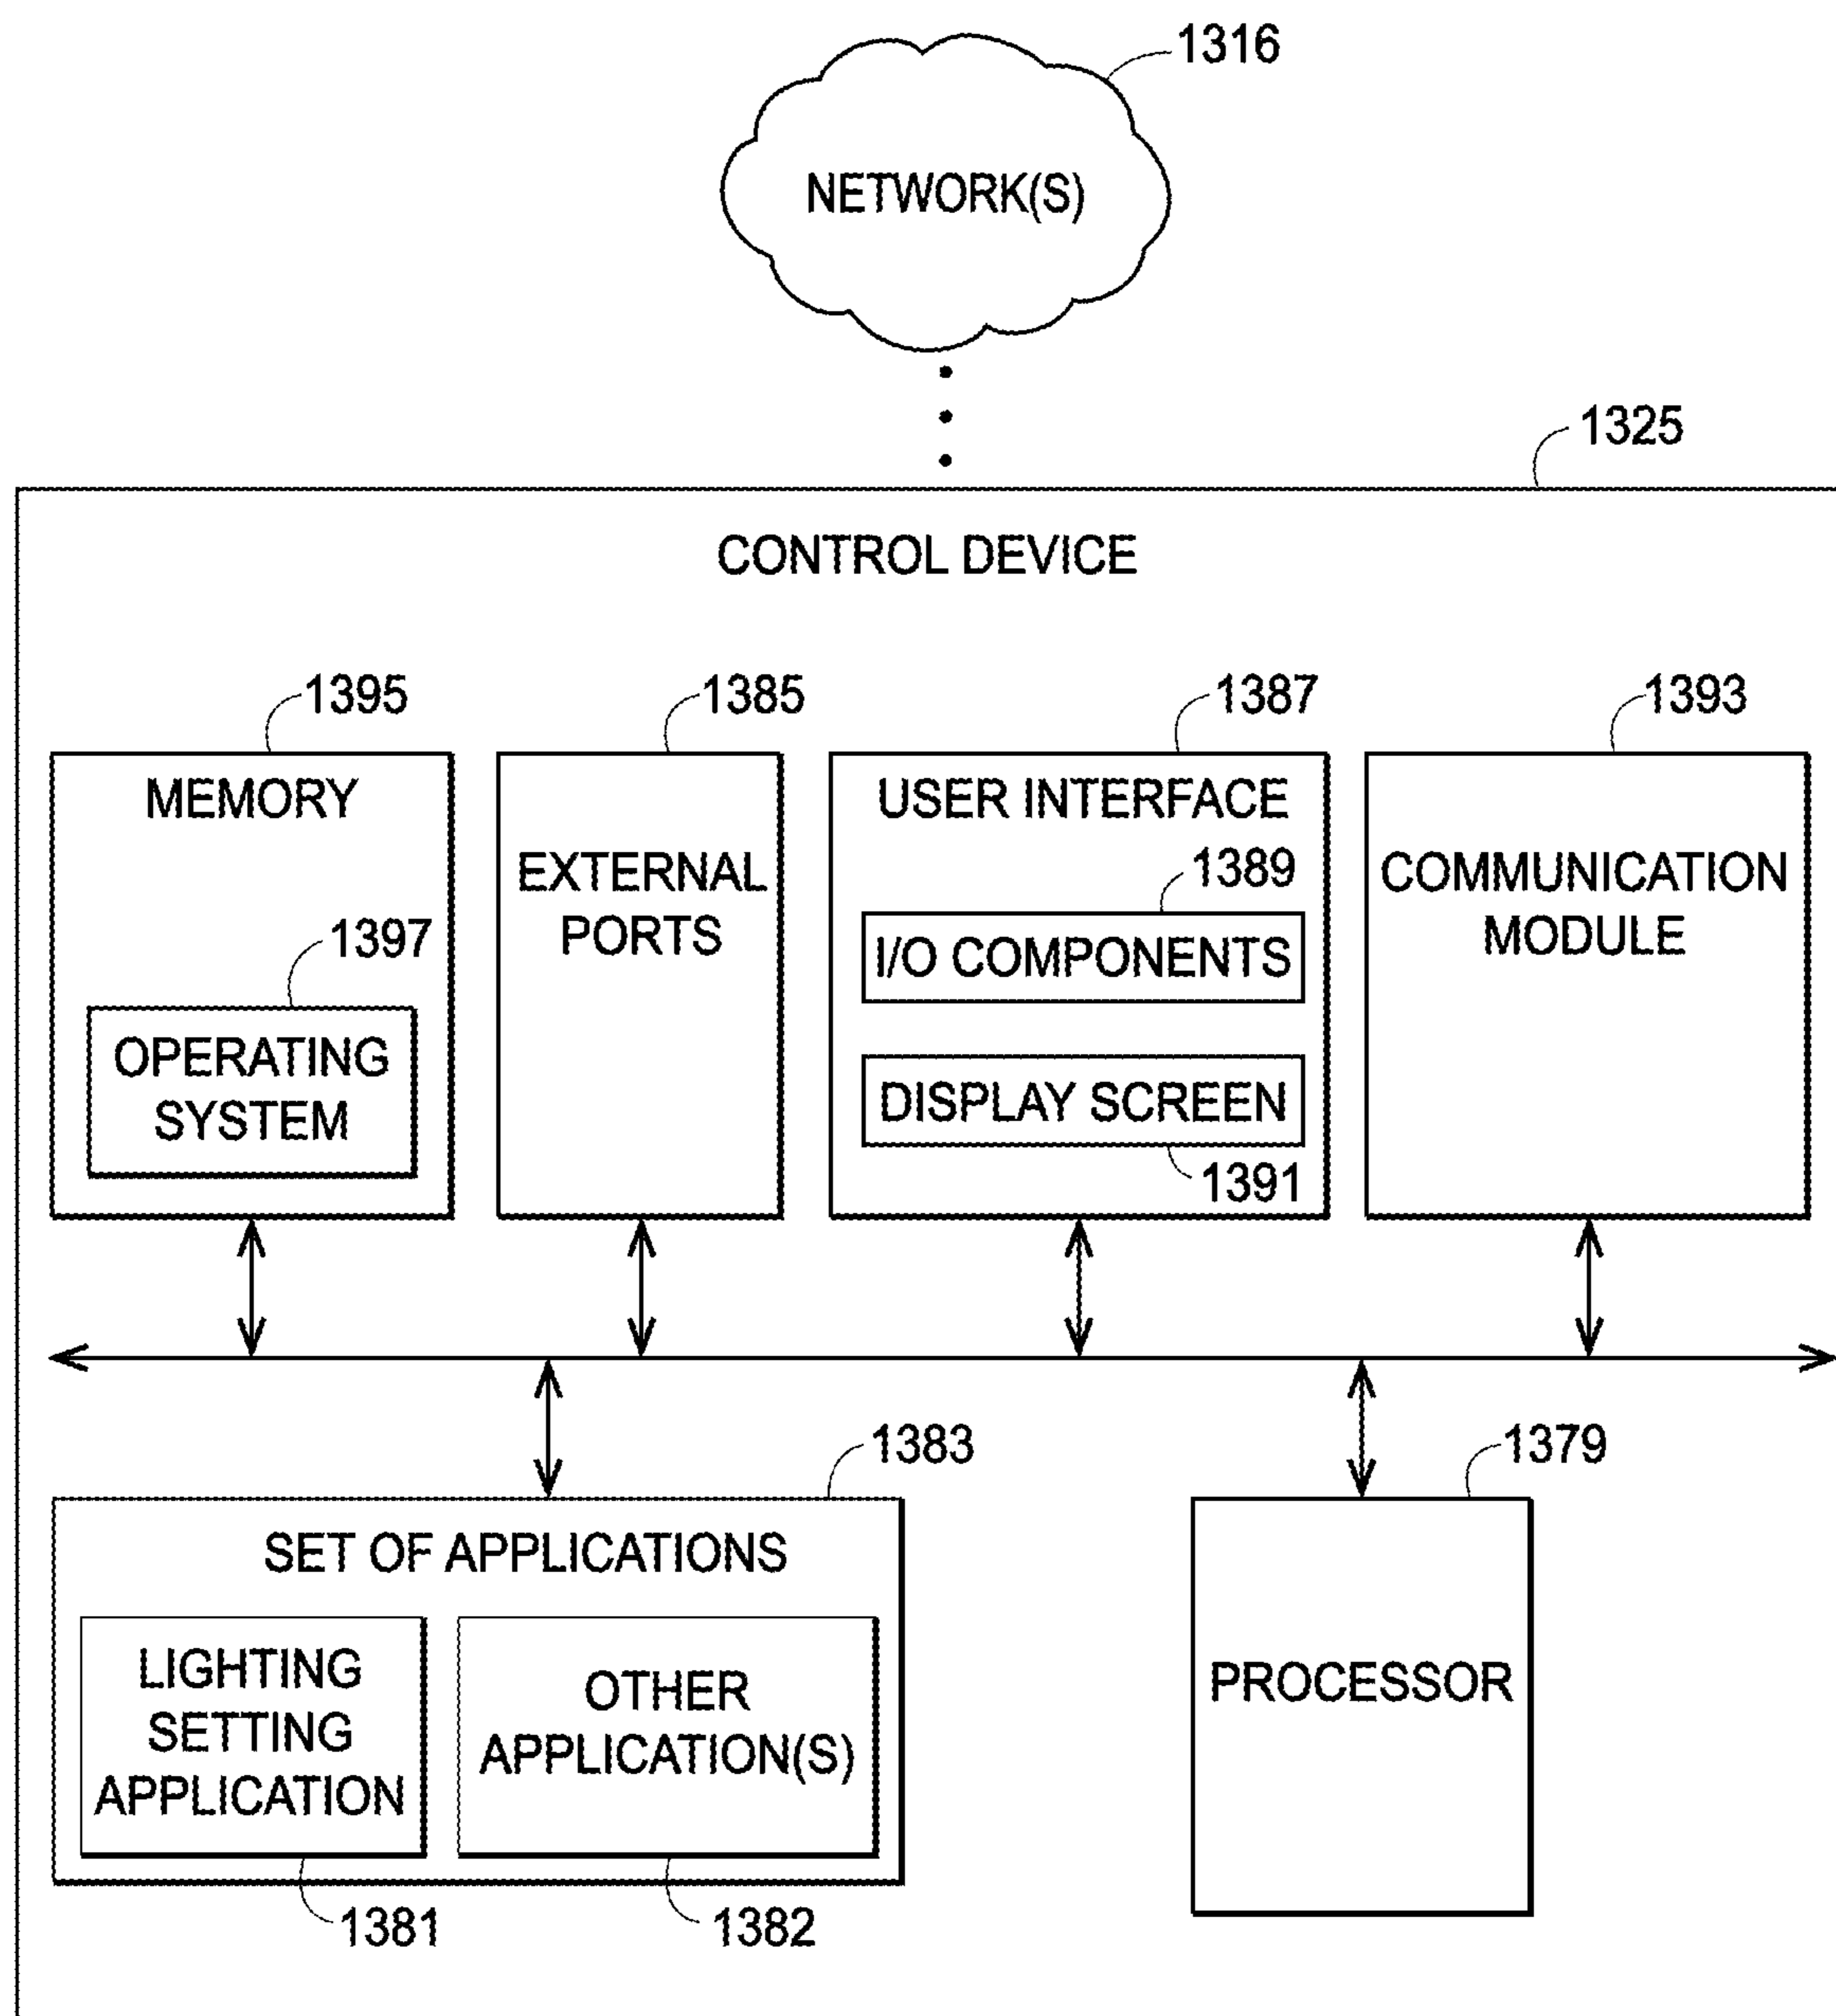 1316
NETWORK(S)
1325
CONTROL DEVICE
1395
1385
1387
1393
MEMORY
1397
OPERATING
SYSTEM
EXTERNAL
PORTS
USER INTERFACE
1389
I/O COMPONENTS
DISPLAY SCREEN
1391
COMMUNICATION
MODULE
1383
1379
SET OF APPLICATIONS
LIGHTING
SETTING
APPLICATION
OTHER
APPLICATION(S)
1381
1382
PROCESSOR